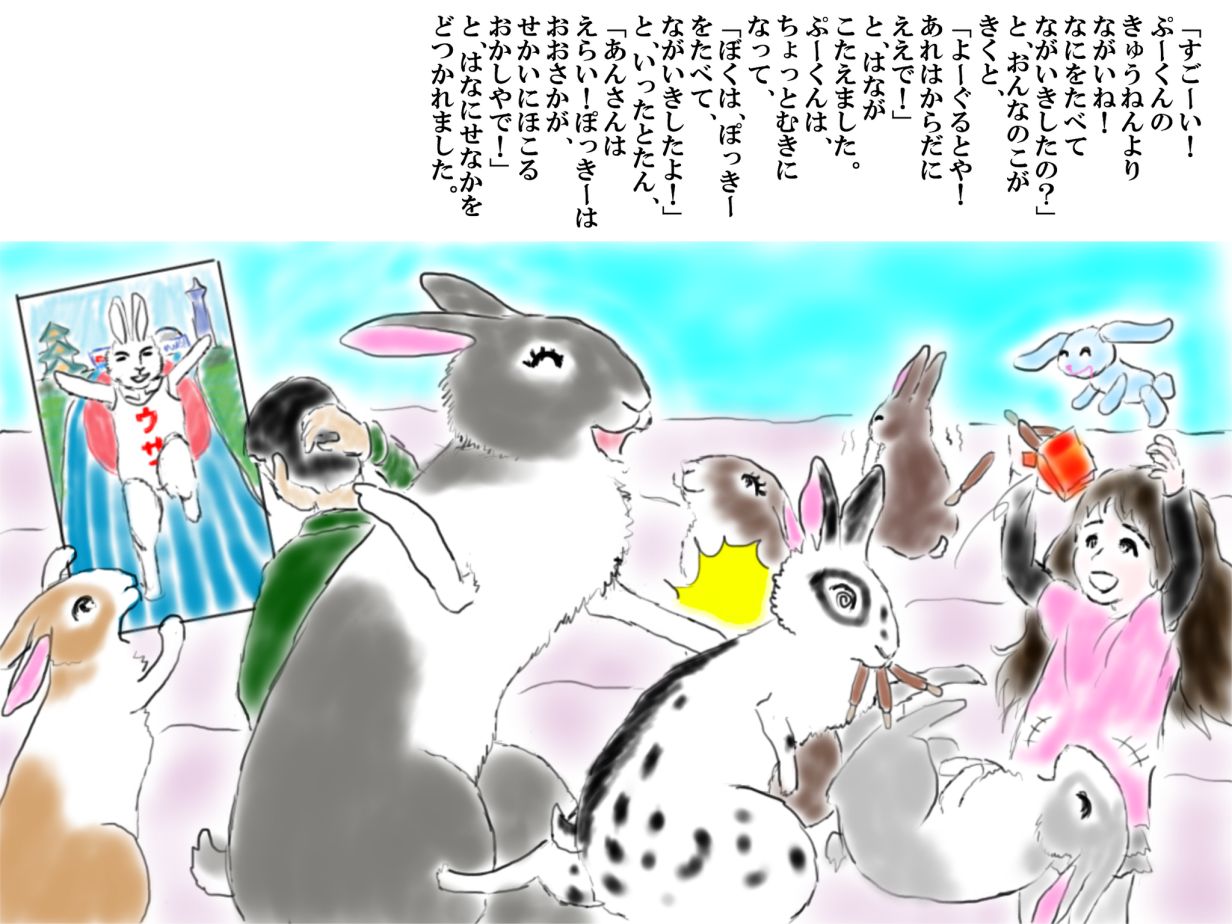 「すごーい！
ぷーくんの
きゅうねんより
ながいね！
なにをたべて
ながいきしたの？」
と、おんなのこが
きくと、
「よ～ぐるとや！
あれはからだに
ええで！」
と、はなが
こたえました。
ぷーくんは、
ちょっとむきに
なって、
「ぼくは、ぽっきー
をたべて、
ながいきしたよ！」
と、いったとたん、
「あんさんは
えらい！ぽっきーは
おおさかが、
せかいにほこる
おかしやで！」
と、はなにせなかを
どつかれました。
ウサ